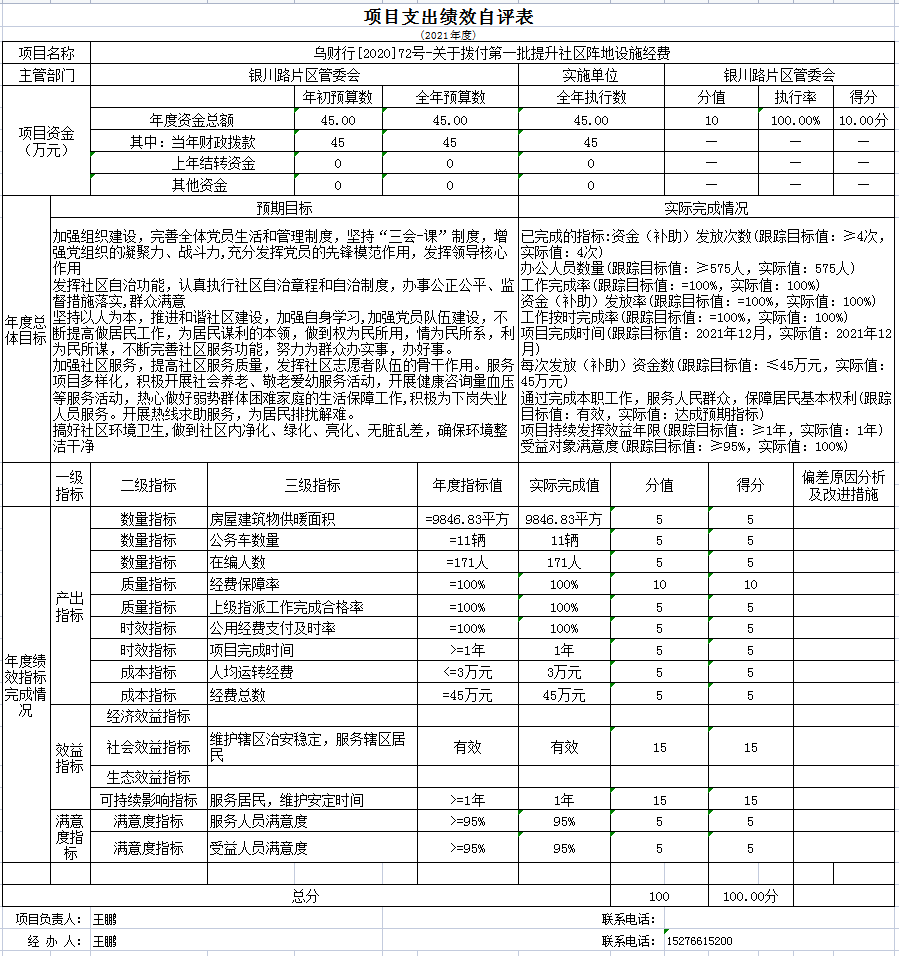 项目支出绩效自评表
(2021年度)
项目名称 乌财行[2020]72号-关于拨付第一批提升社区阵地设施经费
主管部门 银川路片区管委会 实施单位 银川路片区管委会
项目资金（万元） 年初预算数 全年预算数 全年执行数 分值 执行率 得分
年度资金总额 45.00 45.00 45.00 10 100.00% 10.00分
其中：当年财政拨款 45 45 45 — — —
上年结转资金 0 0 0 — — —
其他资金 0 0 0 — — —
年度总体目标 预期目标 实际完成情况
加强组织建设，完善全体党员生活和管理制度，坚持“三会-课”制度，增
强党组织的凝聚力、战斗力,充分发挥党员的先锋模范作用，发挥领导核心
作用
发挥社区自治功能，认真执行社区自治章程和自治制度，办事公正公平、监
督措施落实,群众满意
坚持以人为本，推进和谐社区建设，加强自身学习,加强党员队伍建设，不
断提高做居民工作，为居民谋利的本领，做到权为民所用，情为民所系，利
为民所谋，不断完善社区服务功能，努力为群众办实事，办好事。
加强社区服务，提高社区服务质量，发挥社区志愿者队伍的骨干作用。服务
项目多样化，积极开展社会养老、敬老爱幼服务活动，开展健康咨询量血压
等服务活动，热心做好弱势群体困难家庭的生活保障工作,积极为下岗失业
人员服务。开展热线求助服务，为居民排扰解难。
搞好社区环境卫生,做到社区内净化、绿化、亮化、无脏乱差，确保环境整
洁干净
已完成的指标:资金（补助）发放次数(跟踪目标值：≥4次，
实际值：4次)
办公人员数量(跟踪目标值：≥575人，实际值：575人)
工作完成率(跟踪目标值：=100%，实际值：100%)
资金（补助）发放率(跟踪目标值：=100%，实际值：100%)
工作按时完成率(跟踪目标值：=100%，实际值：100%)
项目完成时间(跟踪目标值：2021年12月，实际值：2021年12
月)
每次发放（补助）资金数(跟踪目标值：≤45万元，实际值：
45万元)
通过完成本职工作，服务人民群众，保障居民基本权利(跟踪
目标值：有效，实际值：达成预期指标)
项目持续发挥效益年限(跟踪目标值：≥1年，实际值：1年)
受益对象满意度(跟踪目标值：≥95%，实际值：100%)
年度绩效指标完成情况 一级指标 二级指标 三级指标 年度指标值 实际完成值 分值 得分 偏差原因分析及改进措施
产出指标 数量指标 房屋建筑物供暖面积 =9846.83平方 9846.83平方 5 5
数量指标 公务车数量 =11辆 11辆 5 5
数量指标 在编人数 =171人 171人 5 5
质量指标 经费保障率 =100% 100% 10 10
质量指标 上级指派工作完成合格率 =100% 100% 5 5
时效指标 公用经费支付及时率 =100% 100% 5 5
时效指标 项目完成时间 >=1年 1年 5 5
成本指标 人均运转经费 <=3万元 3万元 5 5
成本指标 经费总数 =45万元 45万元 5 5
效益指标 经济效益指标
社会效益指标 维护辖区治安稳定，服务辖区居民 有效 有效 15 15
生态效益指标
可持续影响指标 服务居民，维护安定时间 >=1年 1年 15 15
满意度指标 满意度指标 服务人员满意度 >=95% 95% 5 5
满意度指标 受益人员满意度 >=95% 95% 5 5
总分 100 100.00分
项目负责人： 王鹏 联系电话：
经 办 人： 王鹏 联系电话： 15276615200